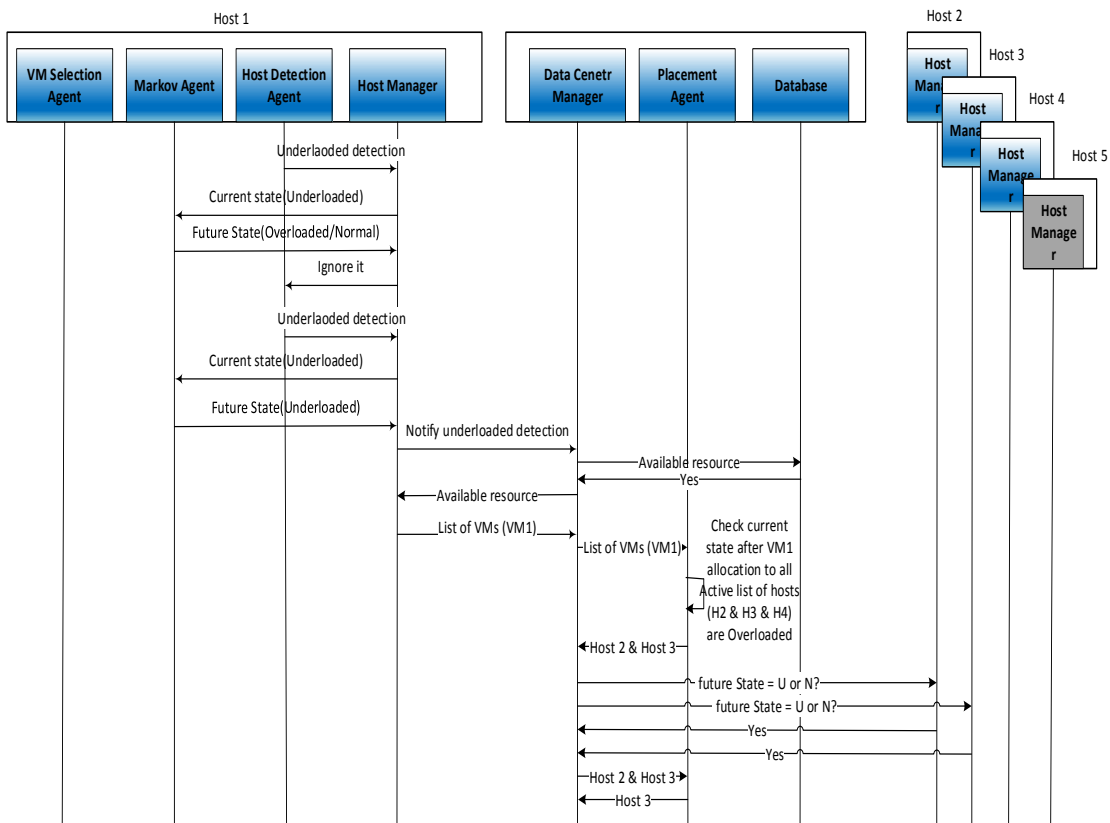 Host 1
Host 2
Host 3
Host 4
Host 5
VM Selection
Agent
Markov Agent
Host Detection
Agent
Host Manager
Data Cenetr
Manager
Placement
Agent
Database
Host
Manage
r
Host
Manage
r
Host
Manage
r
Host
Manage
r
Underlaoded detection
Current state(Underloaded)
Future State(Overloaded/Normal)
Ignore it
Underlaoded detection
Current state(Underloaded)
Future State(Underloaded)
Notify underloaded detection
Available resource
Yes
Available resource
List of VMs (VM1)
List of VMs (VM1)
Check current
state after VM1
allocation to all
Active list of hosts
(H2 & H3 & H4)
are Overloaded
Host 2 & Host 3
future State = U or N?
future State = U or N?
Yes
Yes
Host 2 & Host 3
Host 3